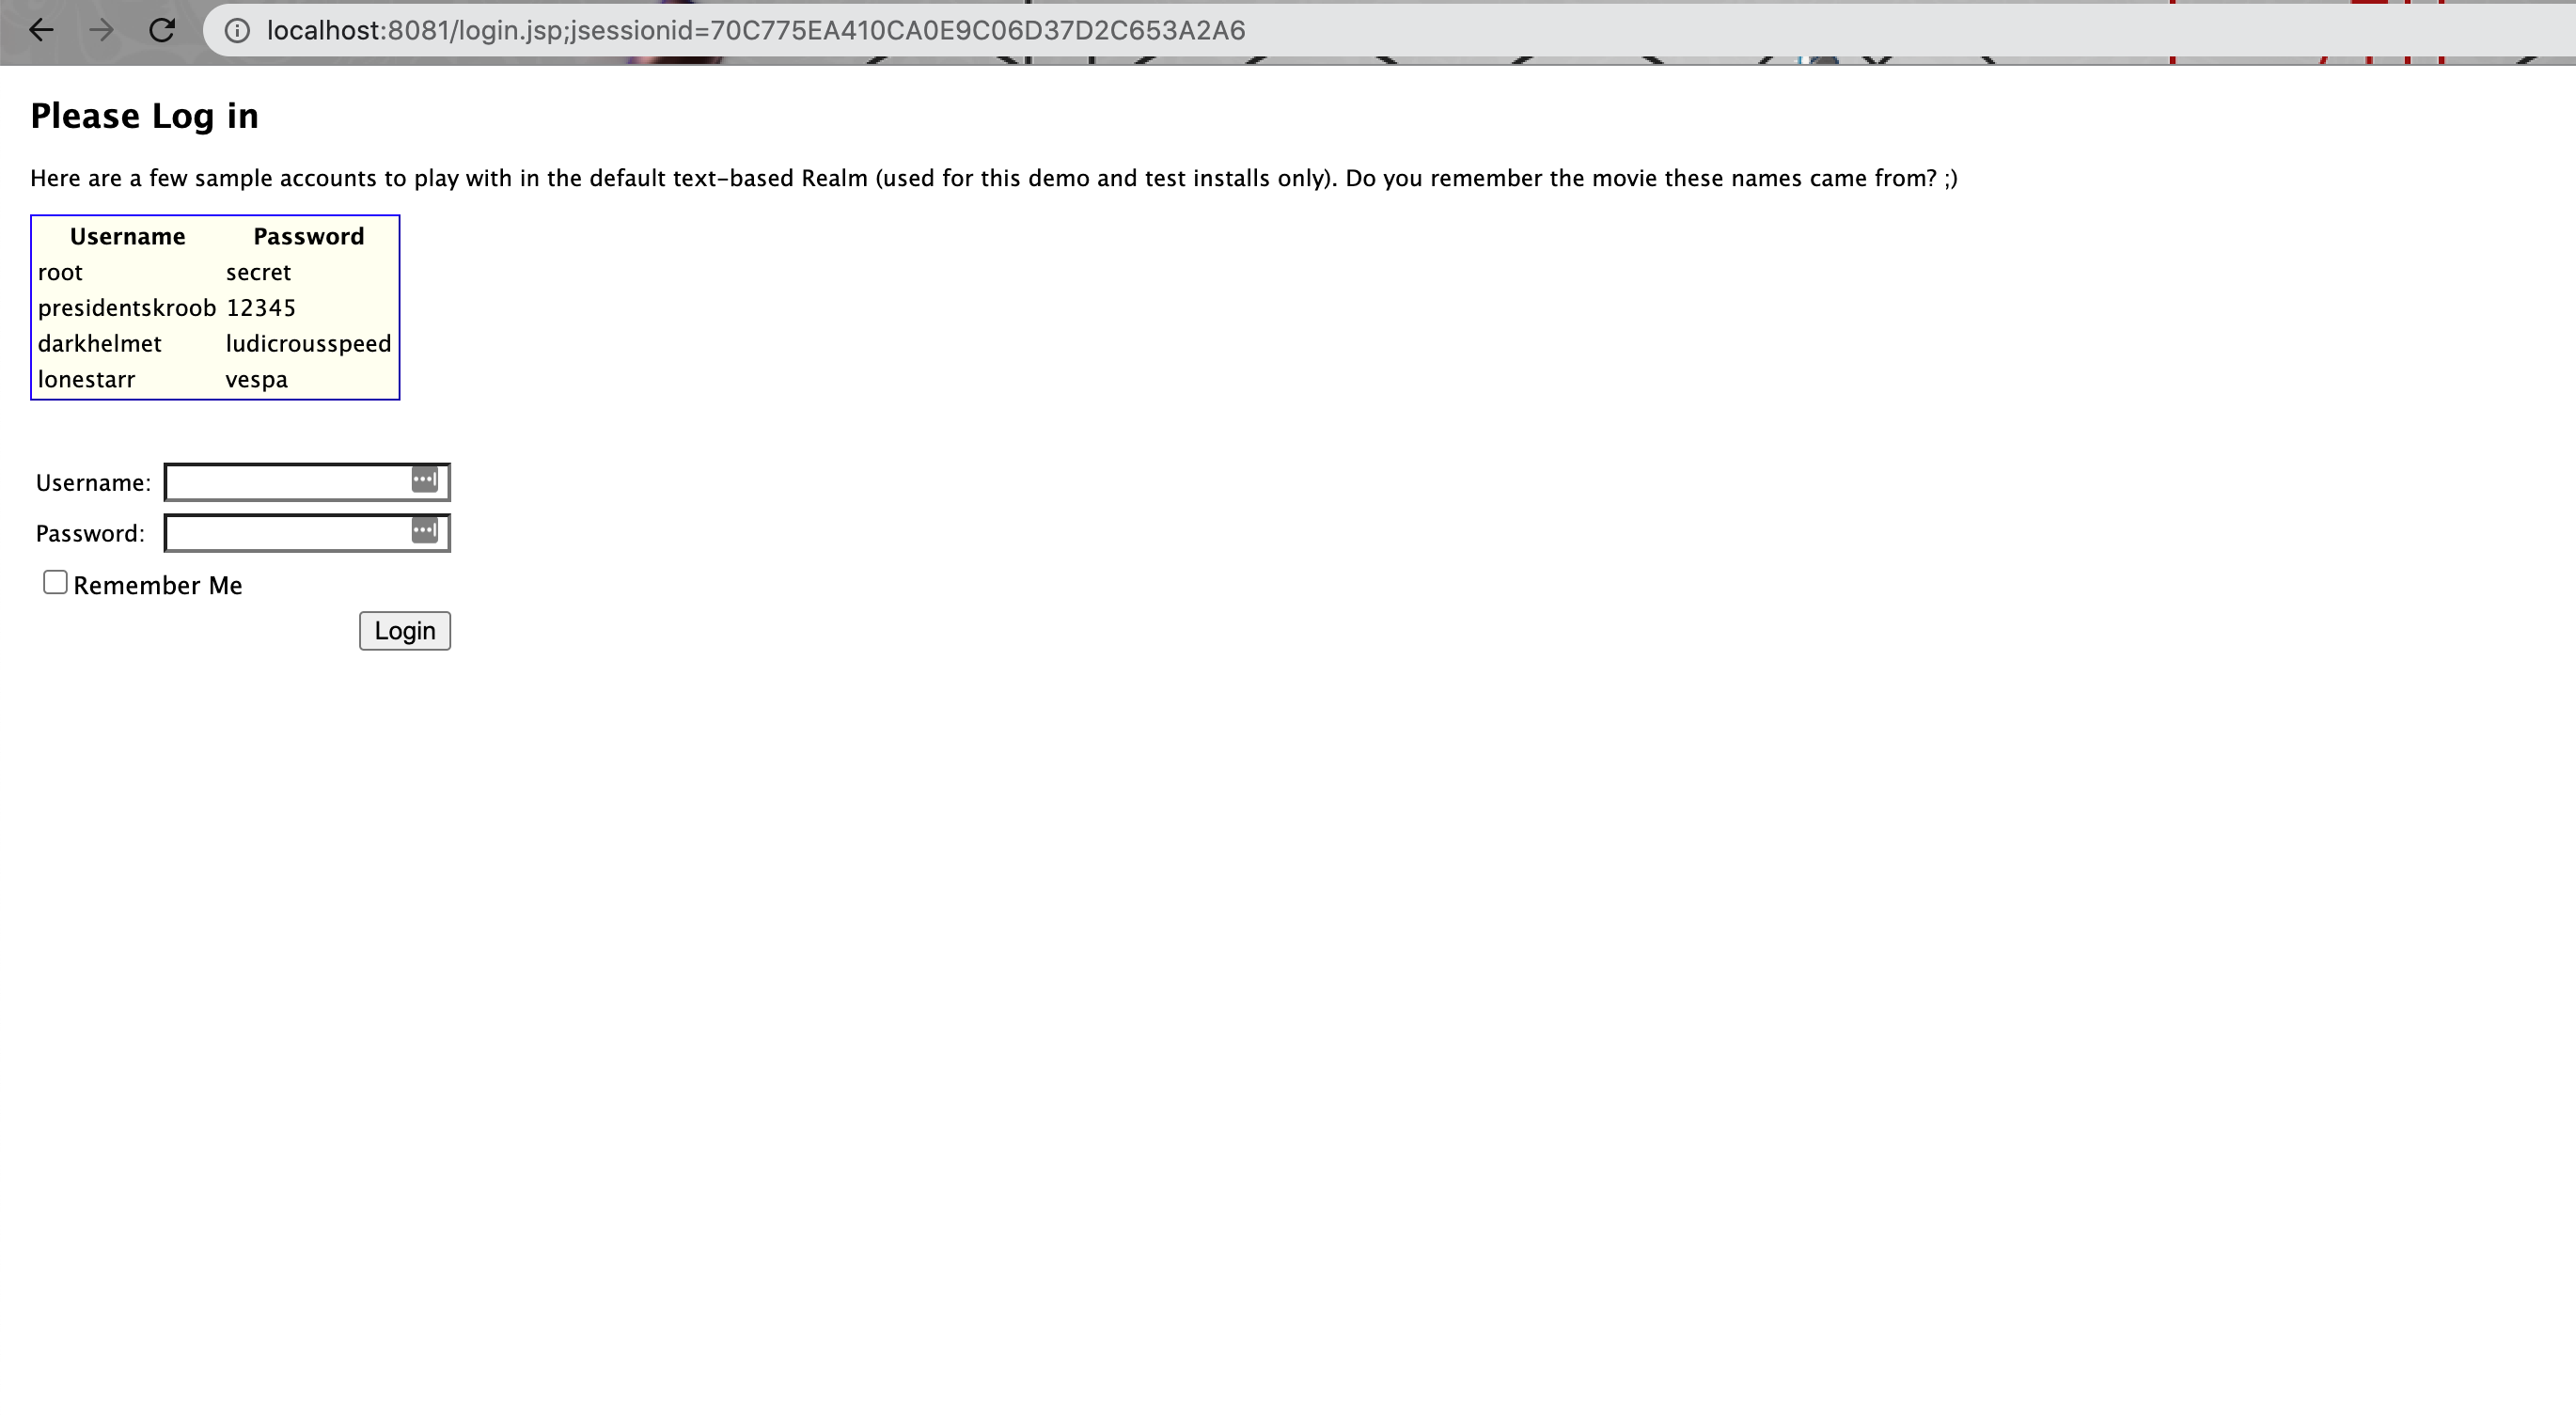 localhost:8081/login.jsp;jsessionid=70C775EA410CA0E9C06D37D2C653A2A6
Please Log in
Here are a few sample accounts to play with in the default text-based Realm (used for this demo and test installs only). Do you remember the movie these names came from? ;)
Username Password
root secret
presidentskroob 12345
darkhelmet ludicrousspeed
lonestarr vespa
Username:
Password:
Remember Me
Login